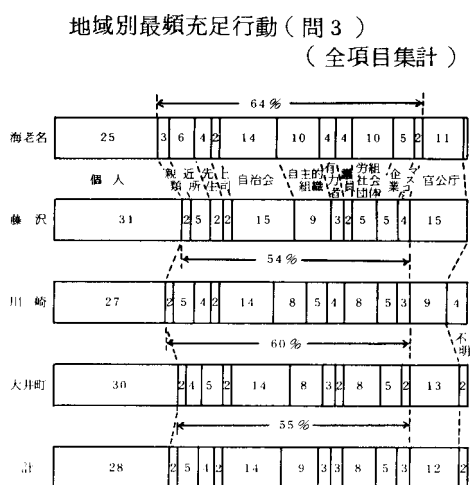 地域別最頻充足行動（問3）
（全項目集計）
64%
海老名 25 3 6 4 2 14 10 4 4 10 5 2 11
個人 親類 近所 先生 上司 自治会 自主的組織 有力者 議員 労組社会団体 企業 マスコミ 官公庁
藤沢 31 2 5 2 2 15 9 3 2 5 5 4 15
54%
川崎 27 2 5 4 2 14 8 5 4 8 5 3 9 4
60%
不明
大井町 30 2 4 5 2 14 8 3 2 8 5 2 13 2
55%
計 28 2 5 4 2 14 9 3 3 8 5 3 12 2